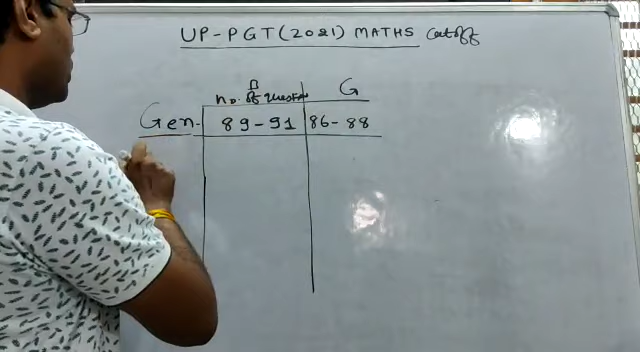 UP-PGT(2021) MATHS Cutoff
B G
no. of question
Gen. 89-91 86-88